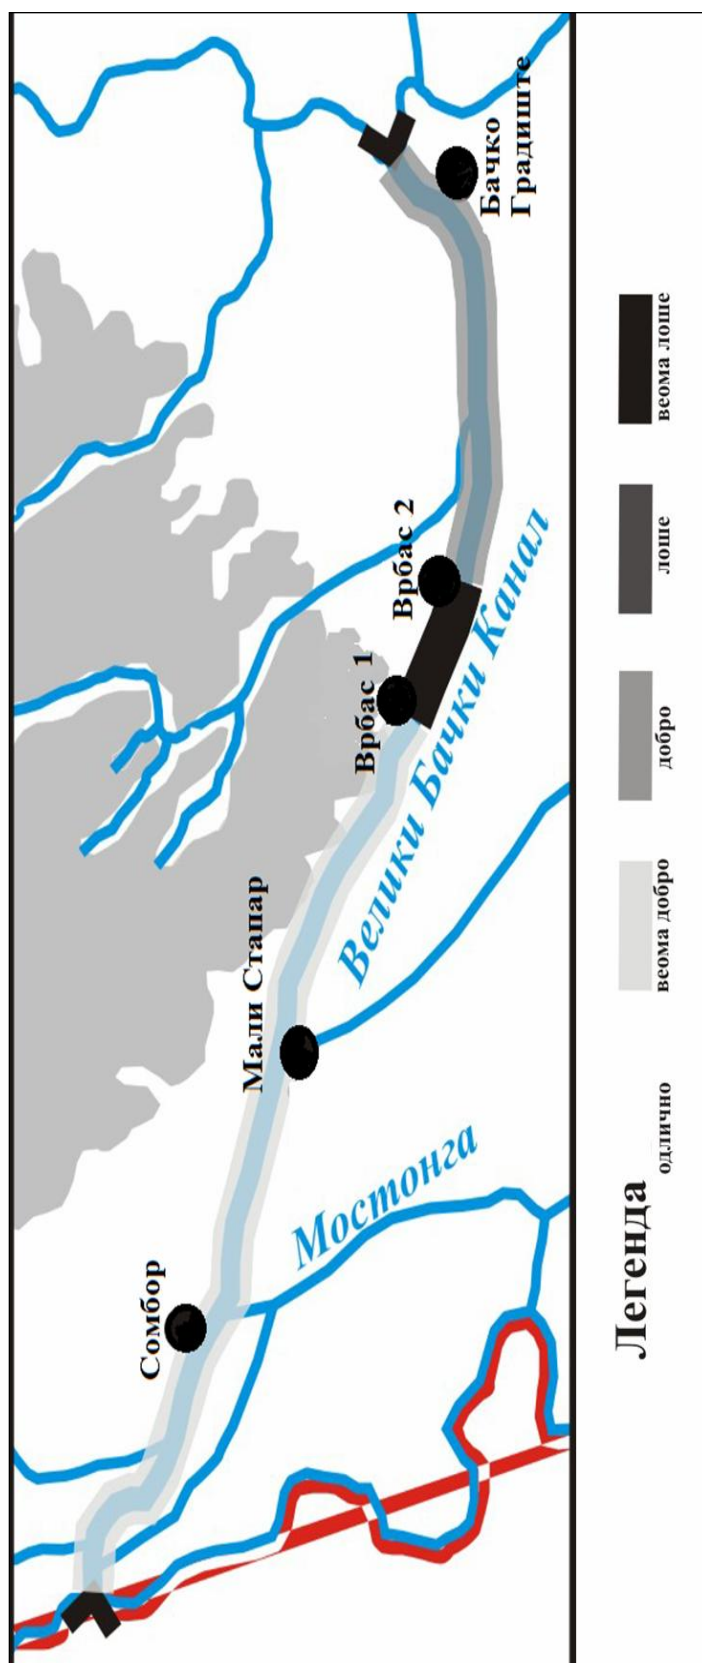 Бачко
Градиште
Врбас 2
Врбас 1
Велики Бачки Канал
Мали Стапар
Мостонга
Сомбор
Легенда
одлично
веома добро
добро
лоше
веома лоше